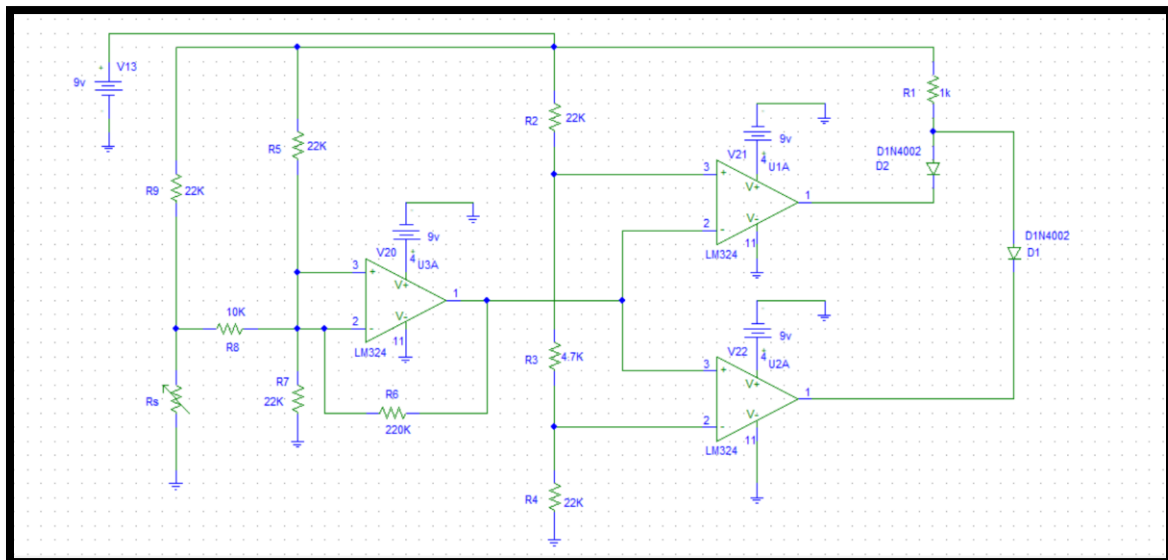 V13
9v
R1
1k
R2
22K
9v
R5
22K
V21
4
U1A
D1N4002
D2
3
+
V+
1
R9
22K
2
-
V-
11
LM324
D1N4002
D1
9v
V20
4
U3A
3
+
V+
1
9v
10K
2
-
V-
11
LM324
R8
V22
4
U2A
R3
4.7K
3
+
V+
1
Rs
R7
22K
R6
220K
2
-
V-
11
LM324
R4
22K